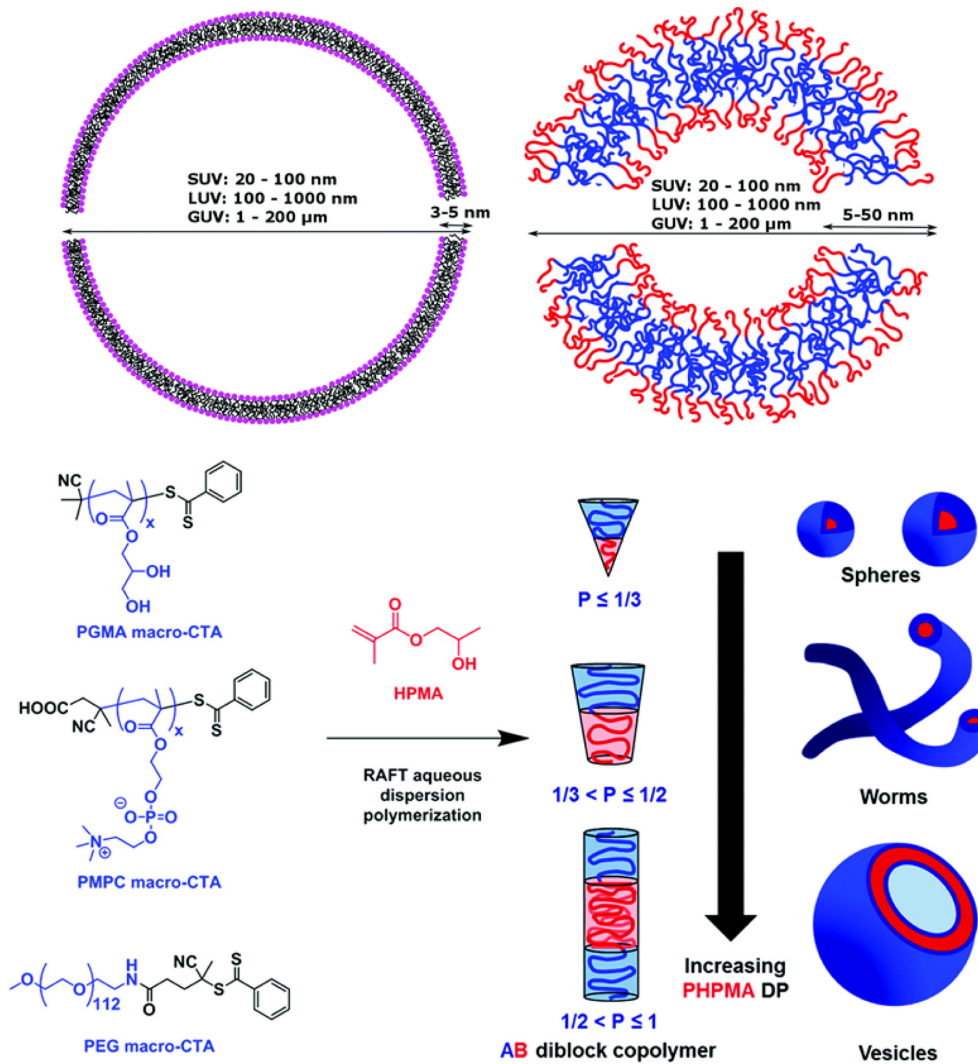 SUV: 20 - 100 nm
LUV: 100 - 1000 nm
GUV: 1 - 200 µm
3-5 nm
SUV: 20 - 100 nm
LUV: 100 - 1000 nm
GUV: 1 - 200 µm
5-50 nm
NC
S
S
O
O
x
OH
OH
PGMA macro-CTA
O
O
OH
HPMA
P ≤ 1/3
Spheres
HOOC
NC
S
S
O
O
x
O
⊖O-P=O
O
N
⊕
PMPC macro-CTA
RAFT aqueous
dispersion
polymerization
1/3 < P ≤ 1/2
Worms
O
O
112
H
N
O
NC
S
S
PEG macro-CTA
1/2 < P ≤ 1
AB diblock copolymer
Increasing
PHPMA DP
Vesicles